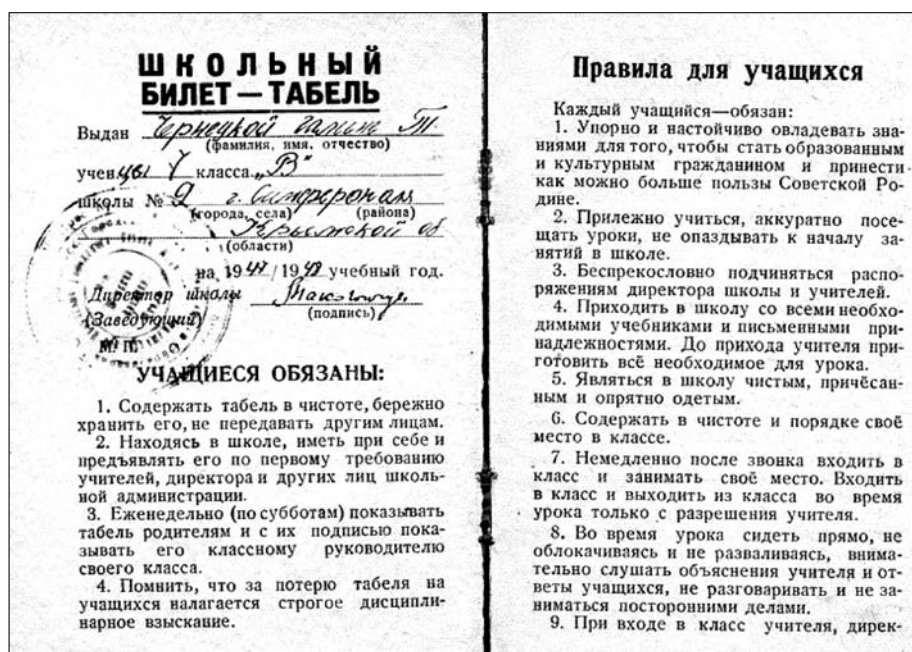 ШКОЛЬНЫЙ
БИЛЕТ — ТАБЕЛЬ
Выдан Чернецкой Галине Т.
(фамилия, имя, отчество)
ученицы 7 класса „В“
школы № 9 г. Симферополя
(города, села) (района)
Крымской об
(области)
на 1947/1948 учебный год.
Директор школы
(Заведующий) (подпись)
М. П.
УЧАЩИЕСЯ ОБЯЗАНЫ:
1. Содержать табель в чистоте, бережно
хранить его, не передавать другим лицам.
2. Находясь в школе, иметь при себе и
предъявлять его по первому требованию
учителей, директора и других лиц школь-
ной администрации.
3. Еженедельно (по субботам) показывать
табель родителям и с их подписью пока-
зывать его классному руководителю
своего класса.
4. Помнить, что за потерю табеля на
учащихся налагается строгое дисципли-
нарное взыскание.
Правила для учащихся
Каждый учащийся—обязан:
1. Упорно и настойчиво овладевать зна-
ниями для того, чтобы стать образованным
и культурным гражданином и принести
как можно больше пользы Советской Ро-
дине.
2. Прилежно учиться, аккуратно посе-
щать уроки, не опаздывать к началу за-
нятий в школе.
3. Беспрекословно подчиняться распо-
ряжениям директора школы и учителей.
4. Приходить в школу со всеми необхо-
димыми учебниками и письменными при-
надлежностями. До прихода учителя при-
готовить всё необходимое для урока.
5. Являться в школу чистым, причёсан-
ным и опрятно одетым.
6. Содержать в чистоте и порядке своё
место в классе.
7. Немедленно после звонка входить в
класс и занимать своё место. Входить
в класс и выходить из класса во время
урока только с разрешения учителя.
8. Во время урока сидеть прямо, не
облокачиваясь и не разваливаясь, внима-
тельно слушать объяснения учителя и от-
веты учащихся, не разговаривать и не за-
ниматься посторонними делами.
9. При входе в класс учителя, дирек-